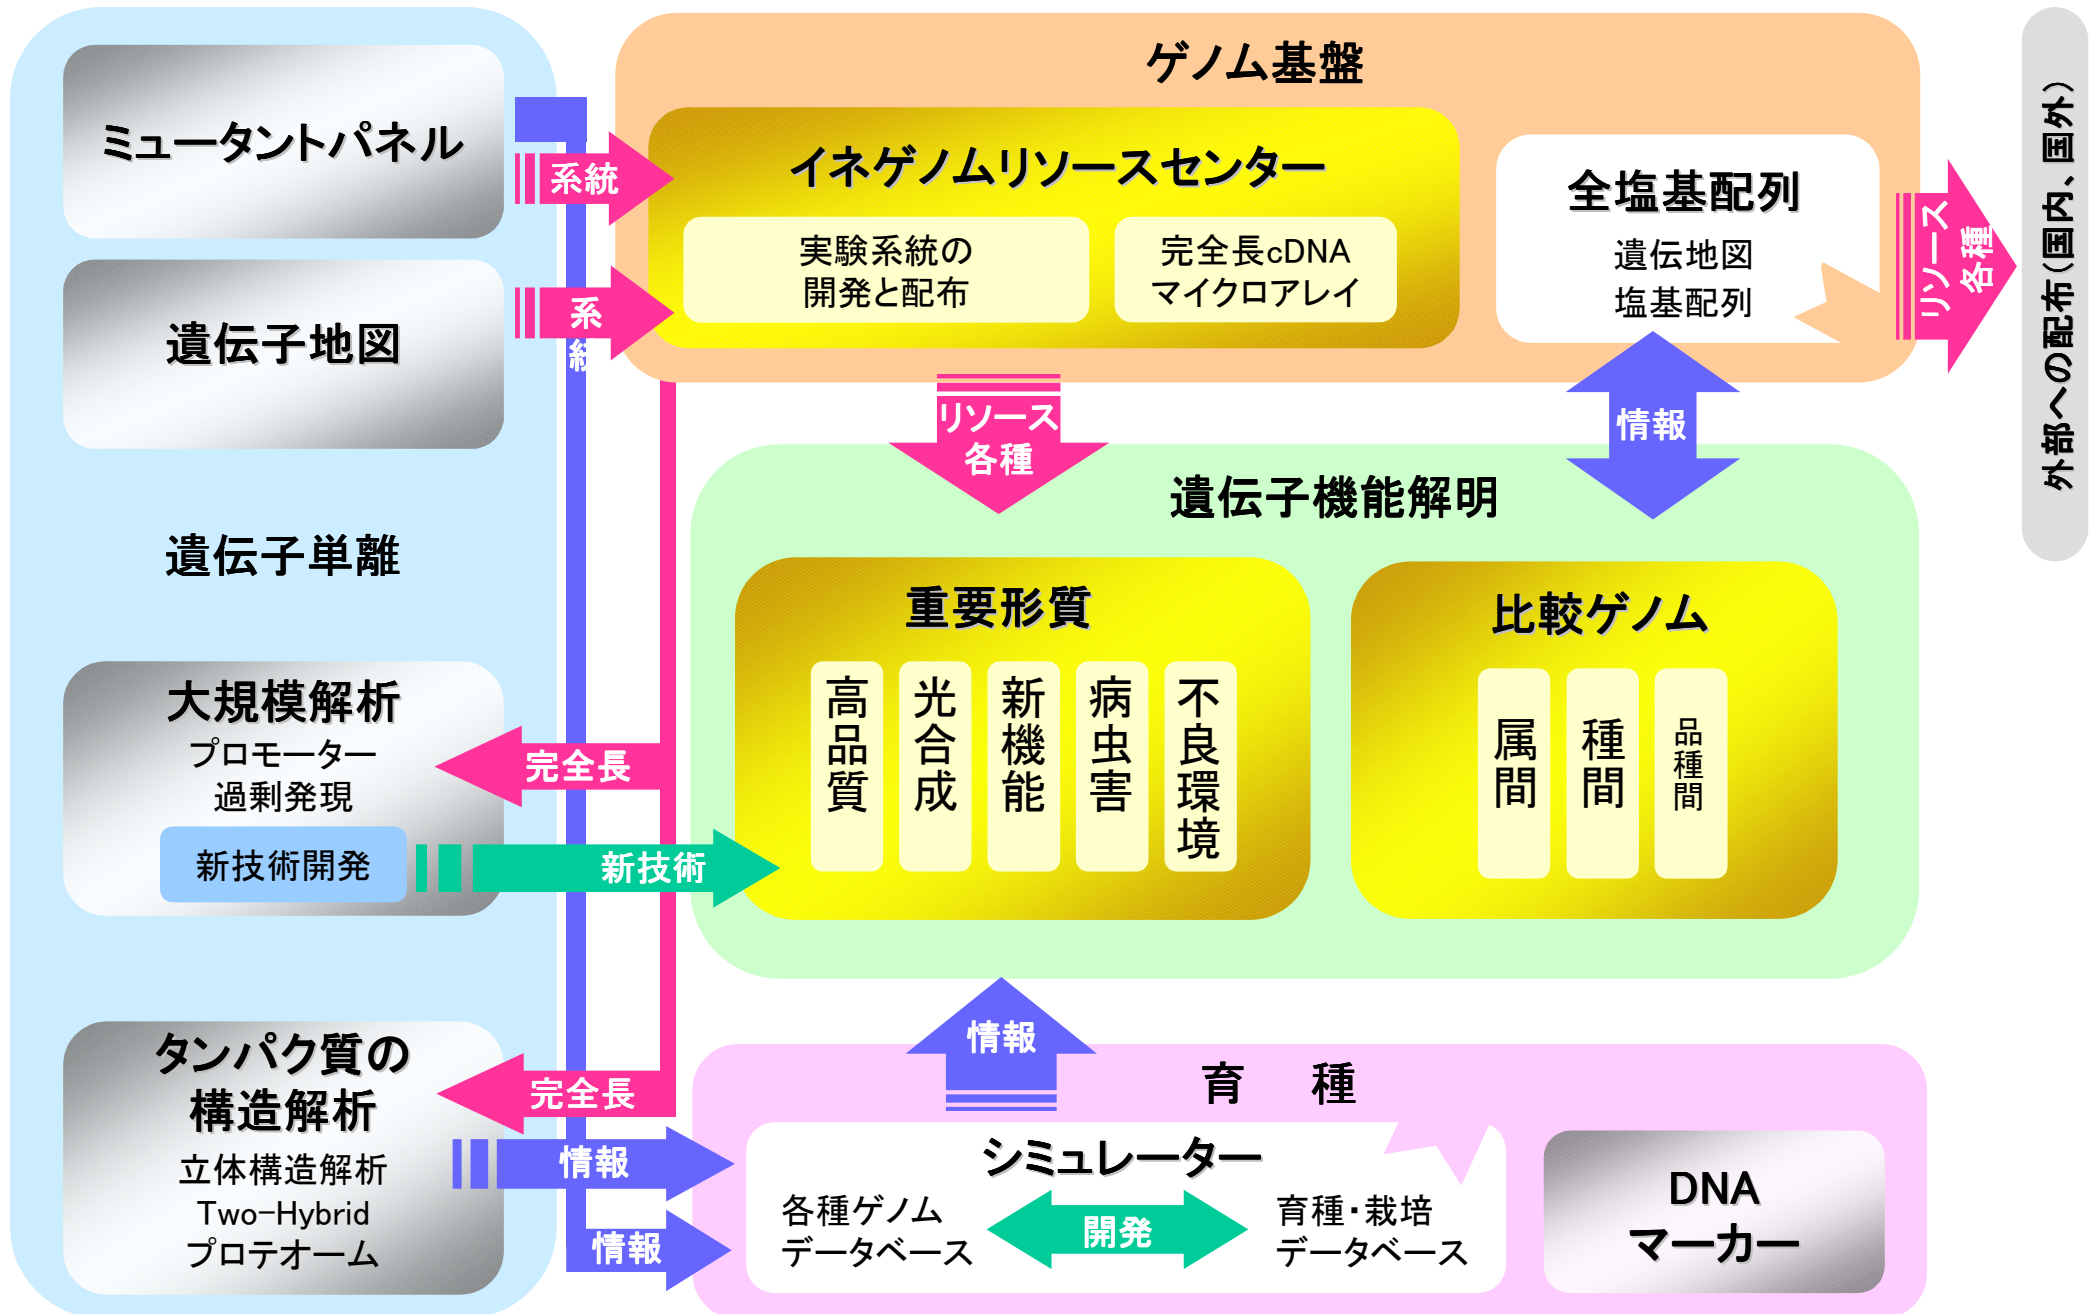 ミュータントパネル
遺伝子地図
遺伝子単離
大規模解析
プロモーター
過剰発現
新技術開発
タンパク質の
構造解析
立体構造解析
Two-Hybrid
プロテオーム
系統
系
統
完全長
新技術
完全長
情報
情報
ゲノム基盤
イネゲノムリソースセンター
実験系統の
開発と配布
完全長cDNA
マイクロアレイ
全塩基配列
遺伝地図
塩基配列
リソース
各種
外部への配布(国内、国外)
リソース
各種
情報
遺伝子機能解明
重要形質
高品質
光合成
新機能
病虫害
不良環境
比較ゲノム
属間
種間
品種間
情報
育　種
シミュレーター
各種ゲノム
データベース
開発
育種・栽培
データベース
DNA
マーカー